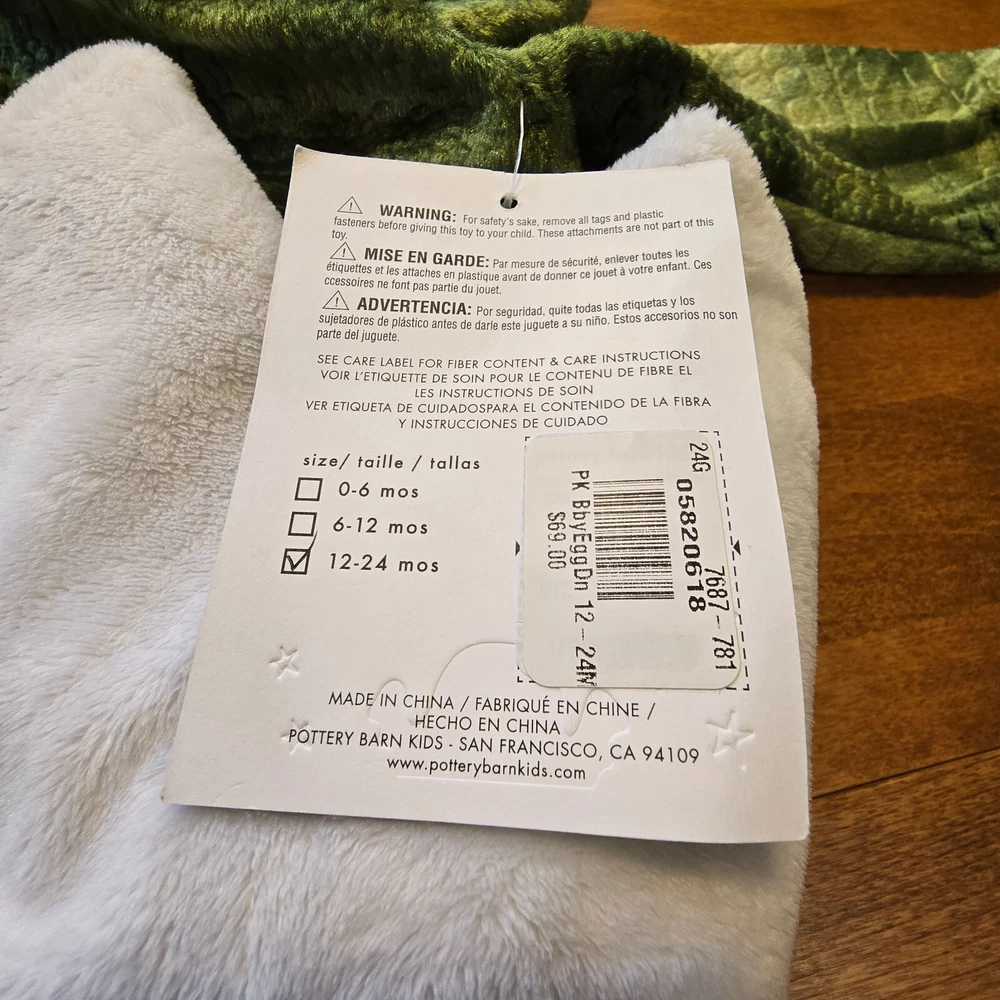 WARNING: For safety's sake, remove all tags and plastic
fasteners before giving this toy to your child. These attachments are not part of this
toy.
MISE EN GARDE: Par mesure de sécurité, enlever toutes les
étiquettes et les attaches en plastique avant de donner ce jouet à votre enfant. Ces
ccessoires ne font pas partie du jouet.
ADVERTENCIA: Por seguridad, quite todas las etiquetas y los
sujetadores de plástico antes de darle este juguete a su niño. Estos accesorios no son
parte del juguete.
SEE CARE LABEL FOR FIBER CONTENT & CARE INSTRUCTIONS
VOIR L'ETIQUETTE DE SOIN POUR LE CONTENU DE FIBRE EL
LES INSTRUCTIONS DE SOIN
VER ETIQUETA DE CUIDADOSPARA EL CONTENIDO DE LA FIBRA
Y INSTRUCCIONES DE CUIDADO
size/ taille / tallas
0-6 mos
6-12 mos
12-24 mos
24G
7687-781
05820618
PK BbyEggDn 12-24M
$69.00
MADE IN CHINA / FABRIQUÉ EN CHINE /
HECHO EN CHINA
POTTERY BARN KIDS - SAN FRANCISCO, CA 94109
www.potterybarnkids.com